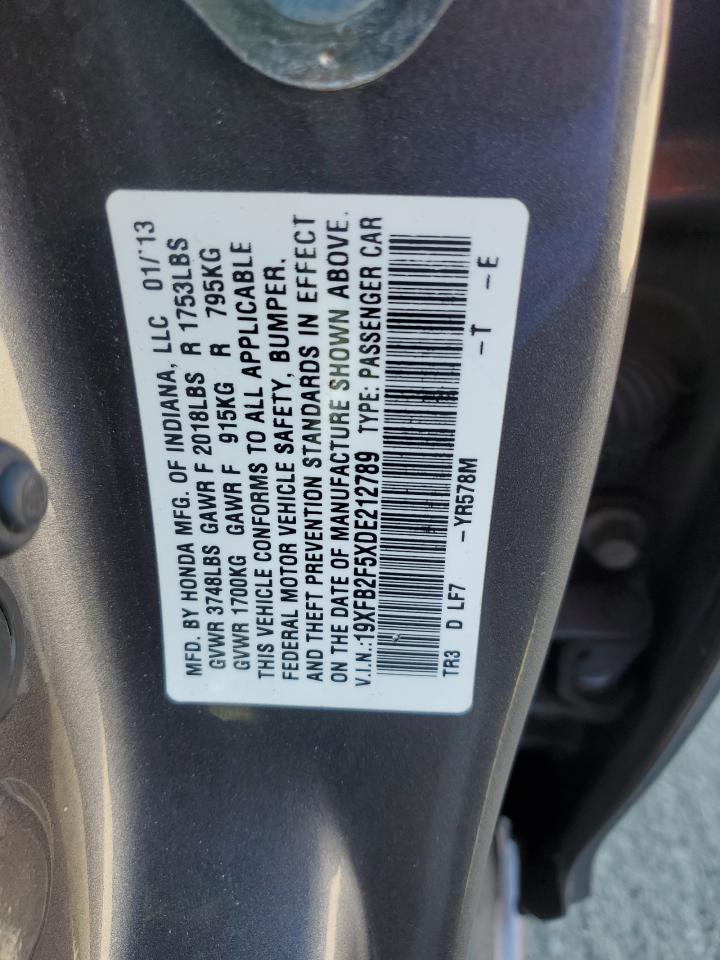 MFD. BY HONDA MFG. OF INDIANA, LLC 01/'13
GVWR 3748LBS GAWR F 2018LBS R 1753LBS
GVWR 1700KG GAWR F 915KG R 795KG
THIS VEHICLE CONFORMS TO ALL APPLICABLE
FEDERAL MOTOR VEHICLE SAFETY, BUMPER,
AND THEFT PREVENTION STANDARDS IN EFFECT
ON THE DATE OF MANUFACTURE SHOWN ABOVE.
V.I.N.:19XFB2F5XDE212789 TYPE: PASSENGER CAR
TR3 D LF7 -YR578M -T -E